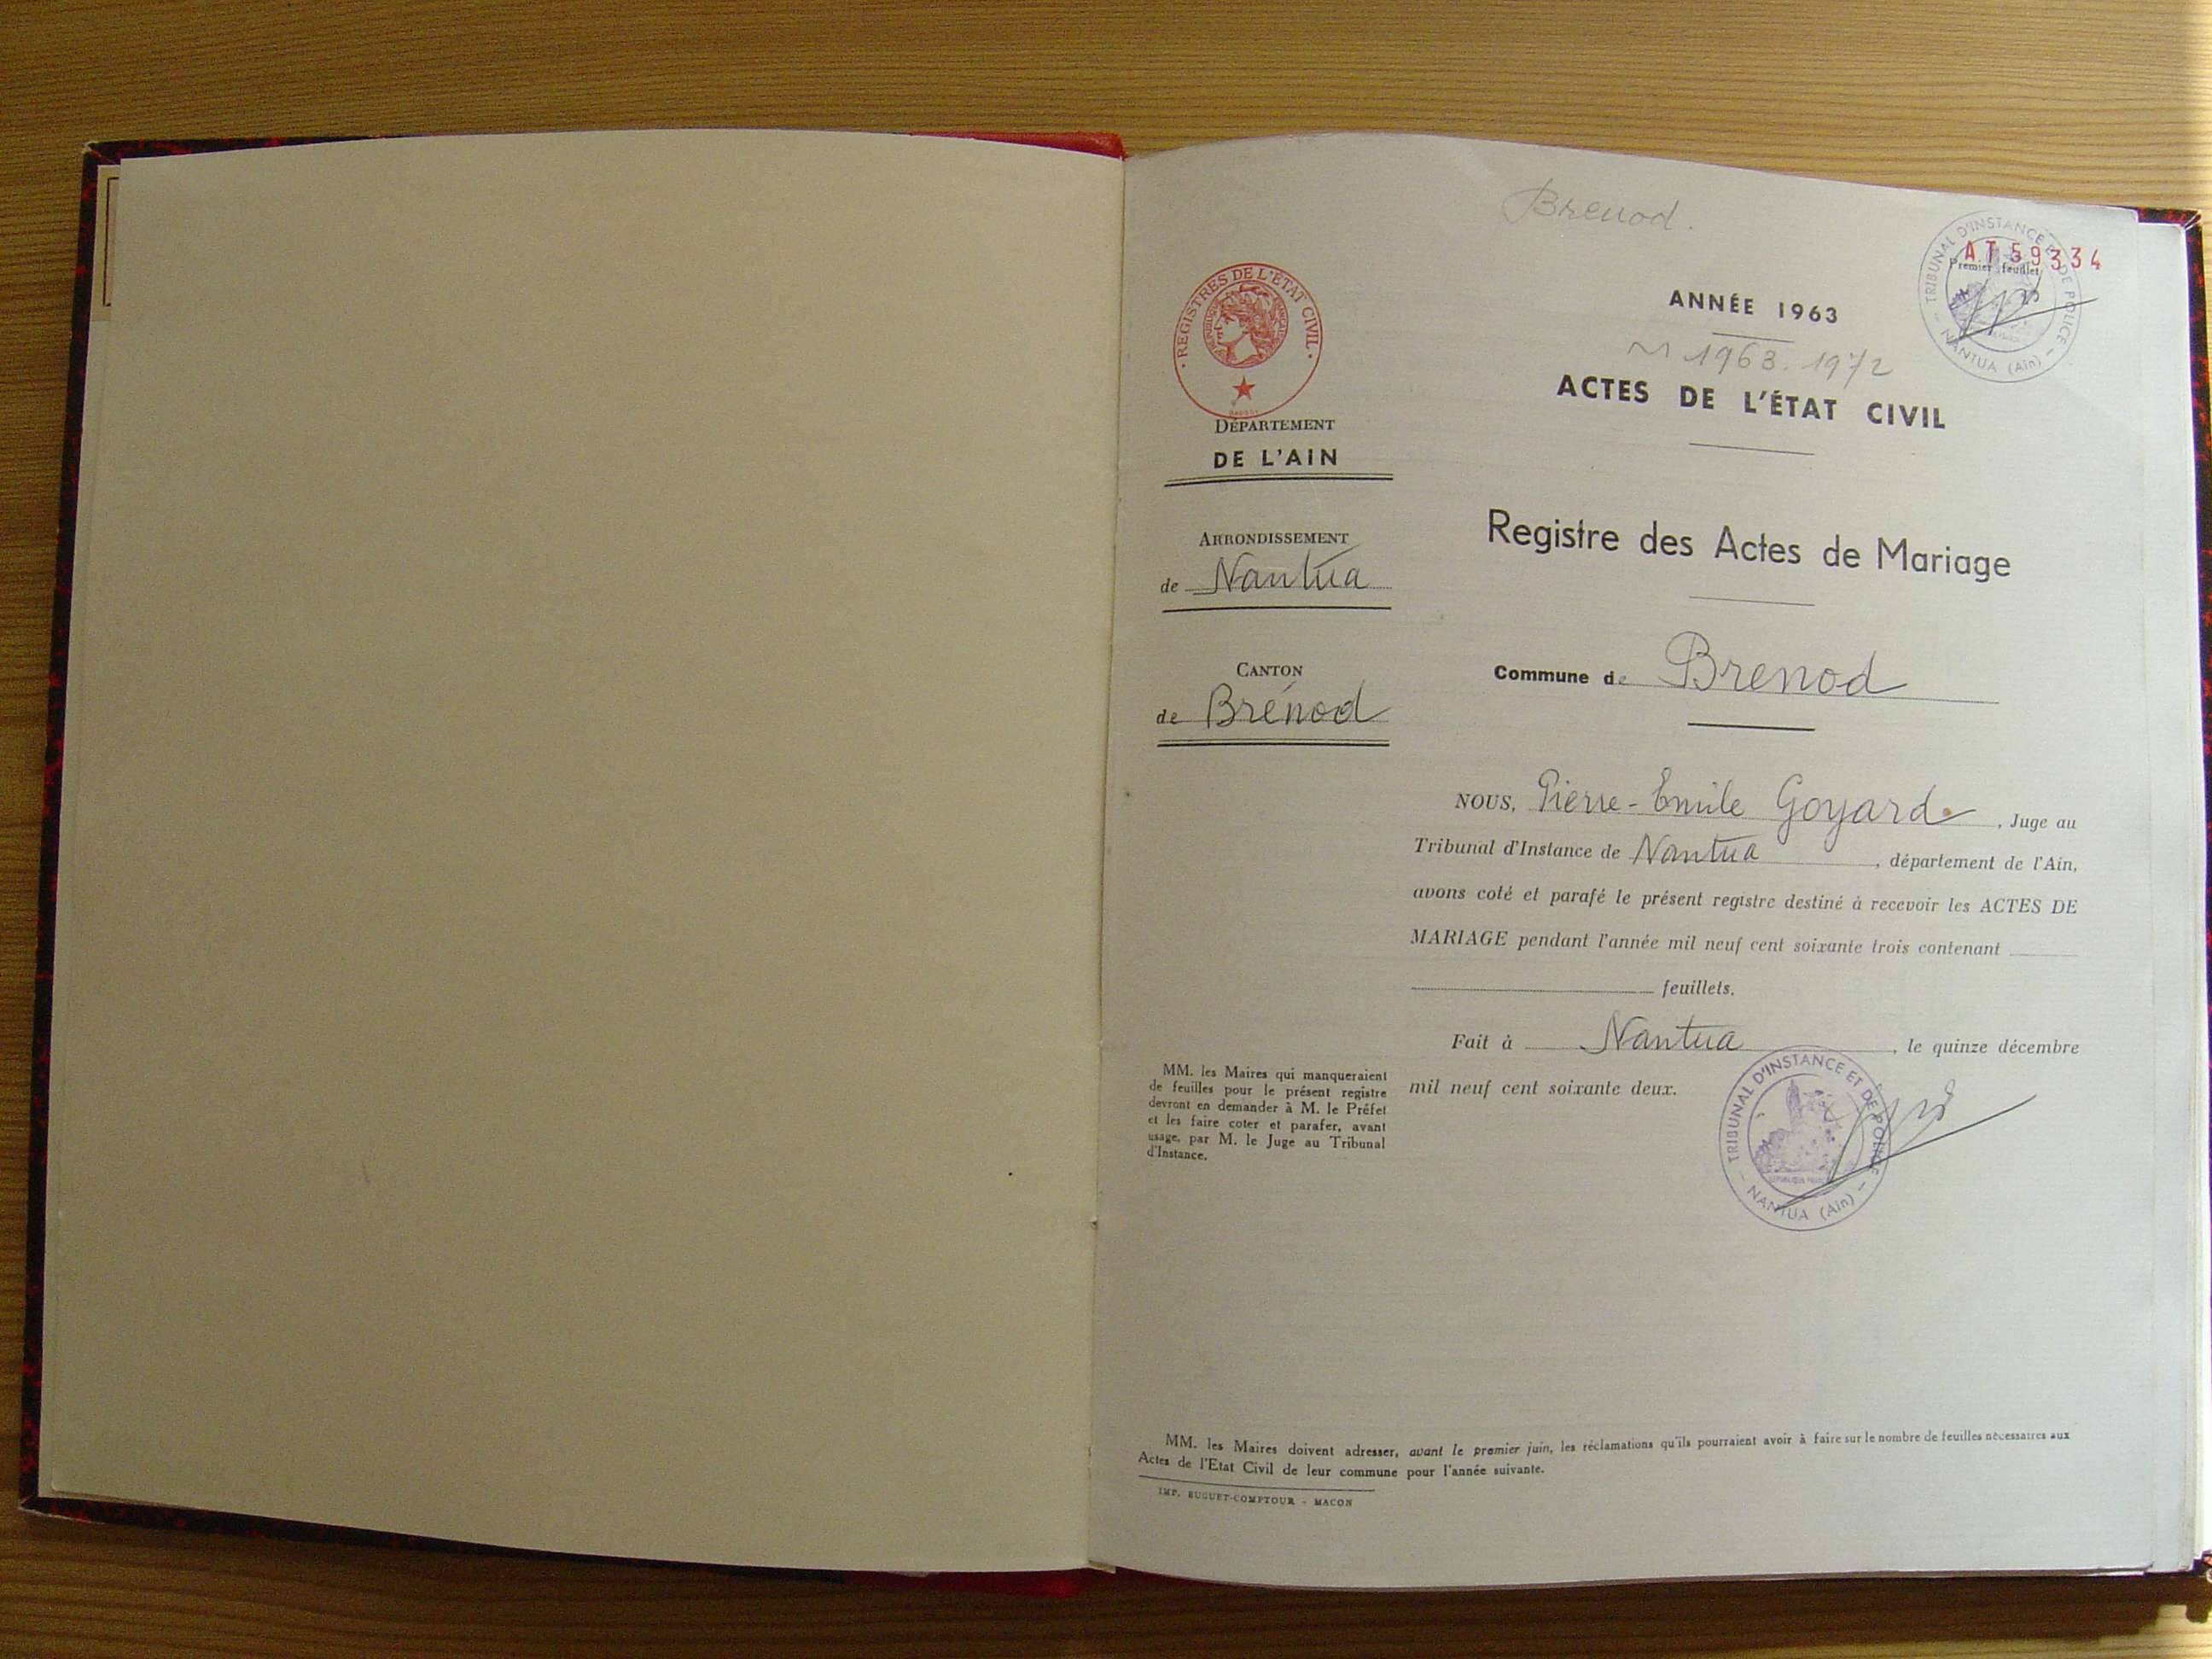 Brenod.
AT 59334
Premier feuillet
TRIBUNAL D'INSTANCE ET DE POLICE
NANTUA (Ain)
REGISTRES DE L'ÉTAT CIVIL
ANNÉE 1963
1963. 1972
ACTES DE L'ÉTAT CIVIL
DÉPARTEMENT
DE L'AIN
Registre des Actes de Mariage
ARRONDISSEMENT
de Nantua
Commune de Brenod
CANTON
de Brénod
NOUS, Pierre-Emile Goyard, Juge au
Tribunal d'Instance de Nantua, département de l'Ain,
avons coté et parafé le présent registre destiné à recevoir les ACTES DE
MARIAGE pendant l'année mil neuf cent soixante trois contenant
feuillets.
Fait à Nantua, le quinze décembre
mil neuf cent soixante deux.
TRIBUNAL D'INSTANCE ET DE POLICE
NANTUA (Ain)
MM. les Maires qui manqueraient
de feuilles pour le présent registre
devront en demander à M. le Préfet
et les faire coter et parafer, avant
usage, par M. le Juge au Tribunal
d'Instance.
MM. les Maires doivent adresser, avant le premier juin, les réclamations qu'ils pourraient avoir à faire sur le nombre de feuilles nécessaires aux
Actes de l'Etat Civil de leur commune pour l'année suivante.
IMP. BUGUET-COMPTOUR - MACON